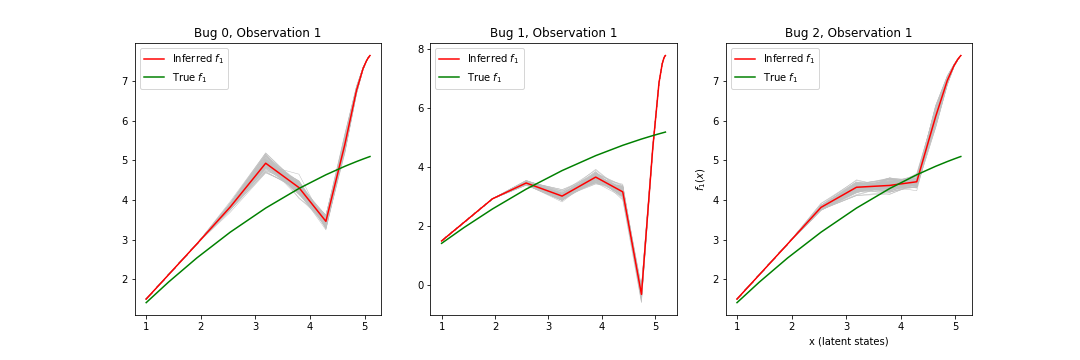 Bug 0, Observation 1
Inferred f₁
True f₁
7
6
5
4
3
2
1 2 3 4 5
Bug 1, Observation 1
Inferred f₁
True f₁
8
6
4
2
0
1 2 3 4 5
Bug 2, Observation 1
Inferred f₁
True f₁
f₁(x)
7
6
5
4
3
2
1 2 3 4 5
x (latent states)